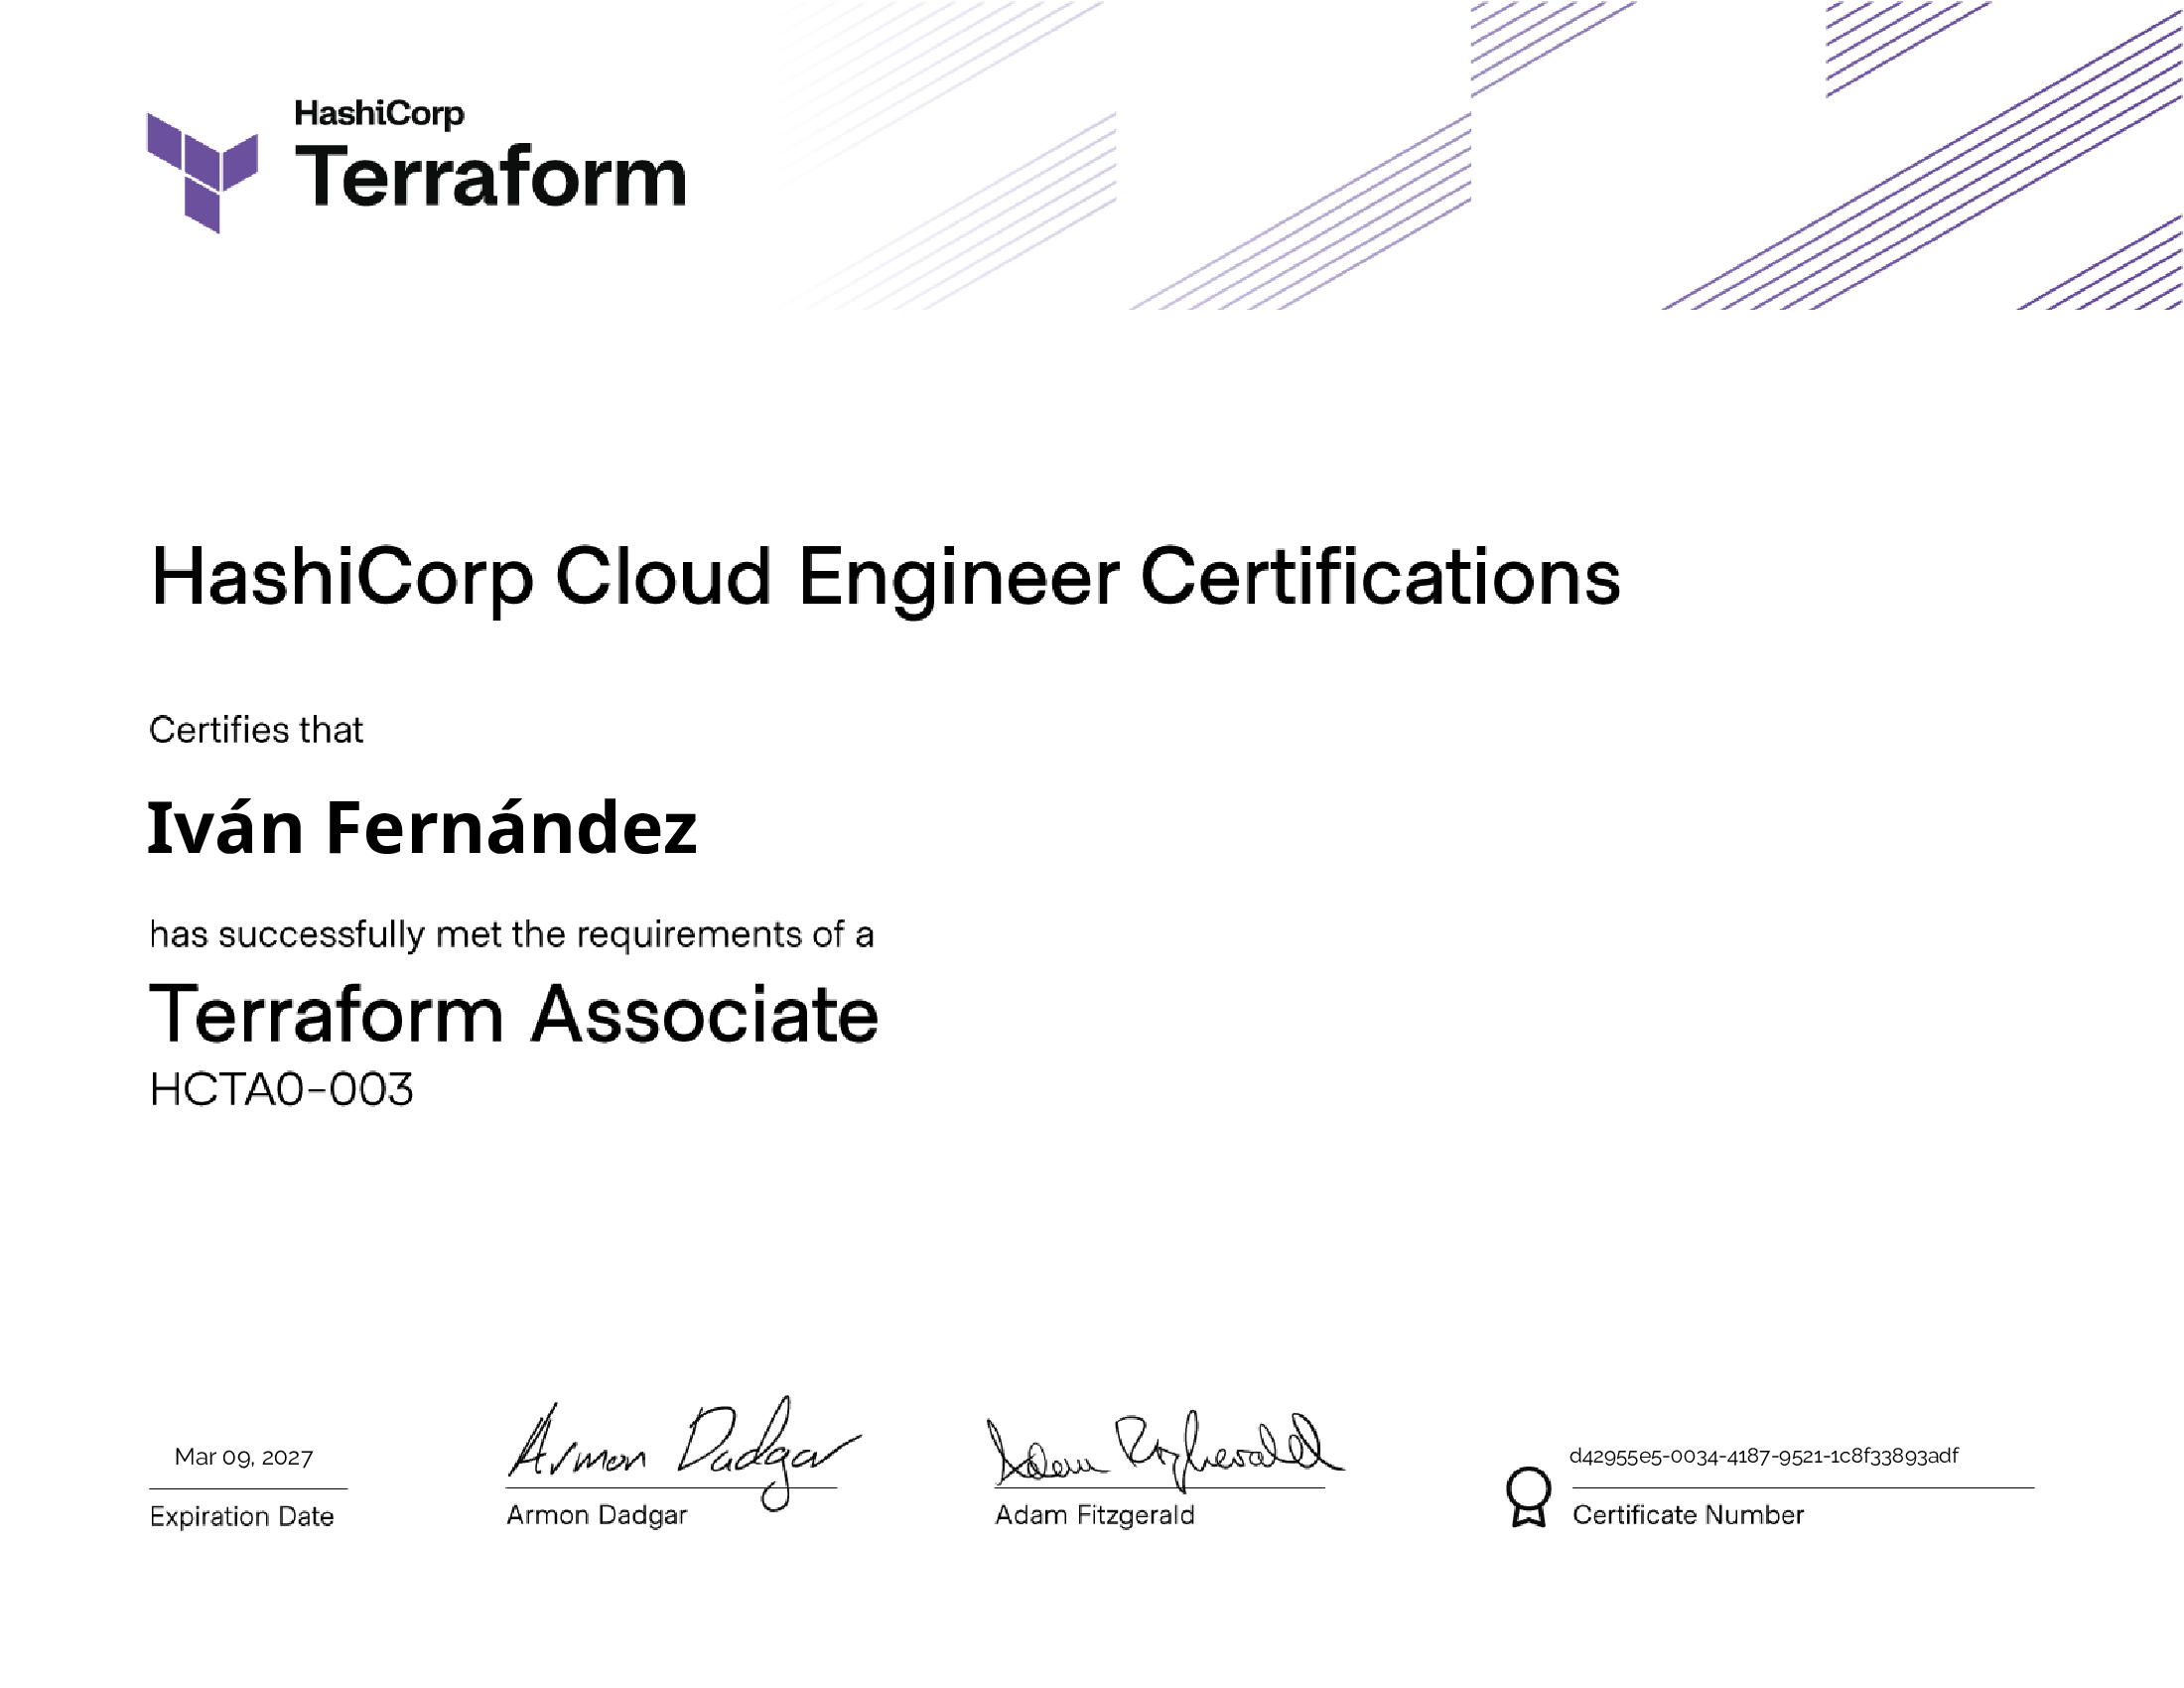 HashiCorp
Terraform
HashiCorp Cloud Engineer Certifications
Certifies that
Iván Fernández
has successfully met the requirements of a
Terraform Associate
HCTA0-003
Mar 09, 2027
Expiration Date
Armon Dadgar
Armon Dadgar
Adam Fitzgerald
Adam Fitzgerald
d42955e5-0034-4187-9521-1c8f33893adf
Certificate Number